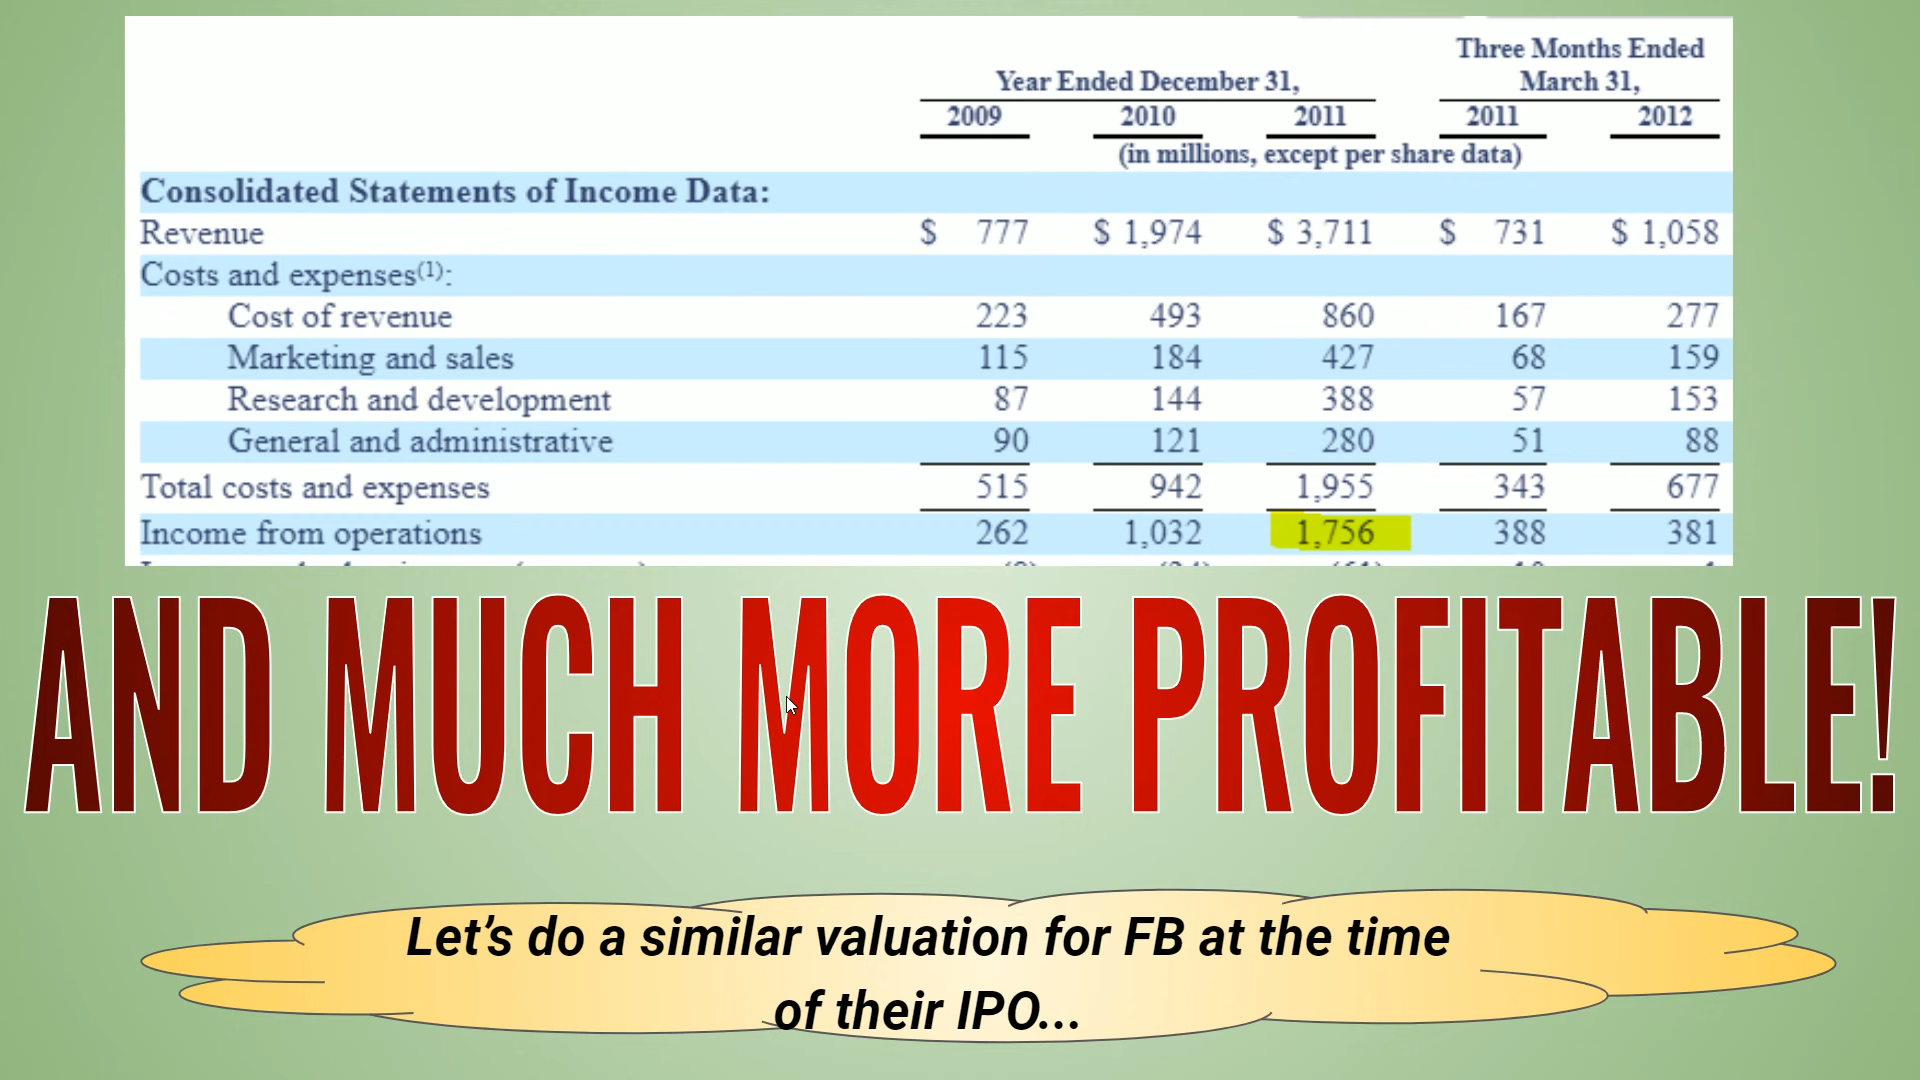 Three Months Ended
Year Ended December 31, March 31,
2009 2010 2011 2011 2012
(in millions, except per share data)
Consolidated Statements of Income Data:
Revenue $ 777 $ 1,974 $ 3,711 $ 731 $ 1,058
Costs and expenses(1):
Cost of revenue 223 493 860 167 277
Marketing and sales 115 184 427 68 159
Research and development 87 144 388 57 153
General and administrative 90 121 280 51 88
Total costs and expenses 515 942 1,955 343 677
Income from operations 262 1,032 1,756 388 381
AND MUCH MORE PROFITABLE!
Let's do a similar valuation for FB at the time
of their IPO...